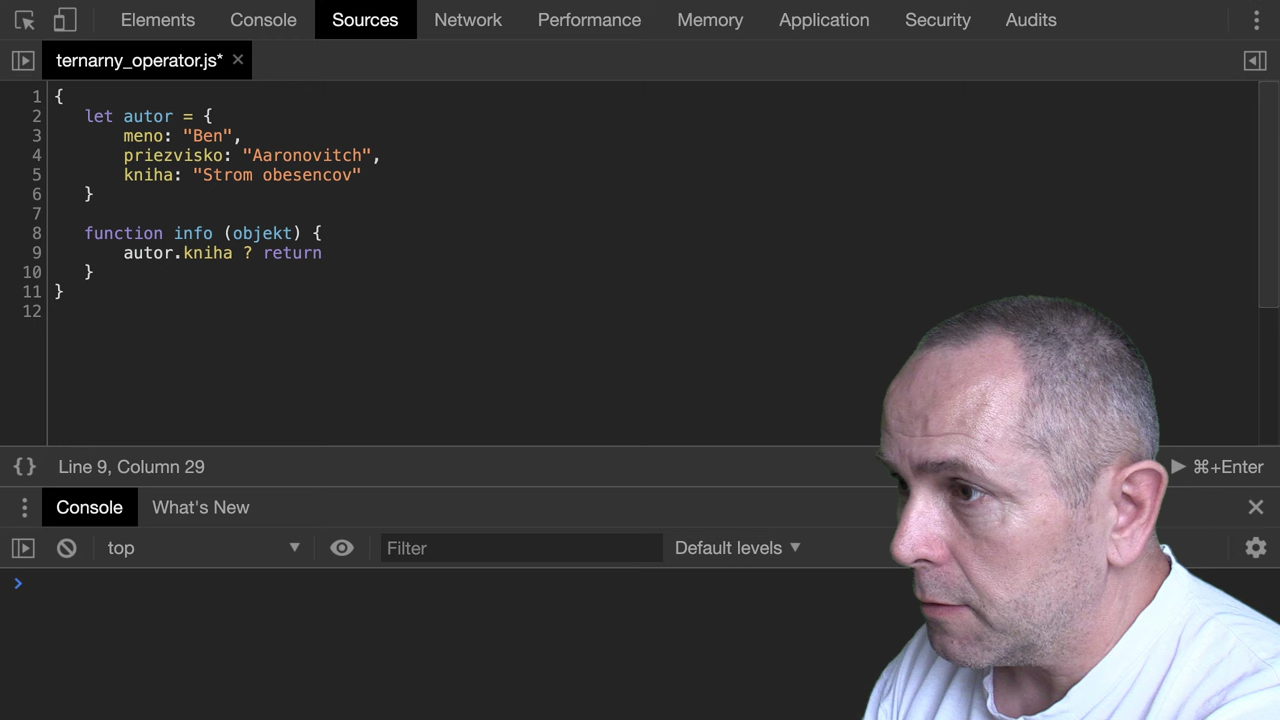 Elements Console Sources Network Performance Memory Application Security Audits
ternarny_operator.js* ×
1 {
2 let autor = {
3 meno: "Ben",
4 priezvisko: "Aaronovitch",
5 kniha: "Strom obesencov"
6 }
7
8 function info (objekt) {
9 autor.kniha ? return
10 }
11 }
12
{} Line 9, Column 29 ⌘+Enter
Console What's New
top Filter Default levels
>